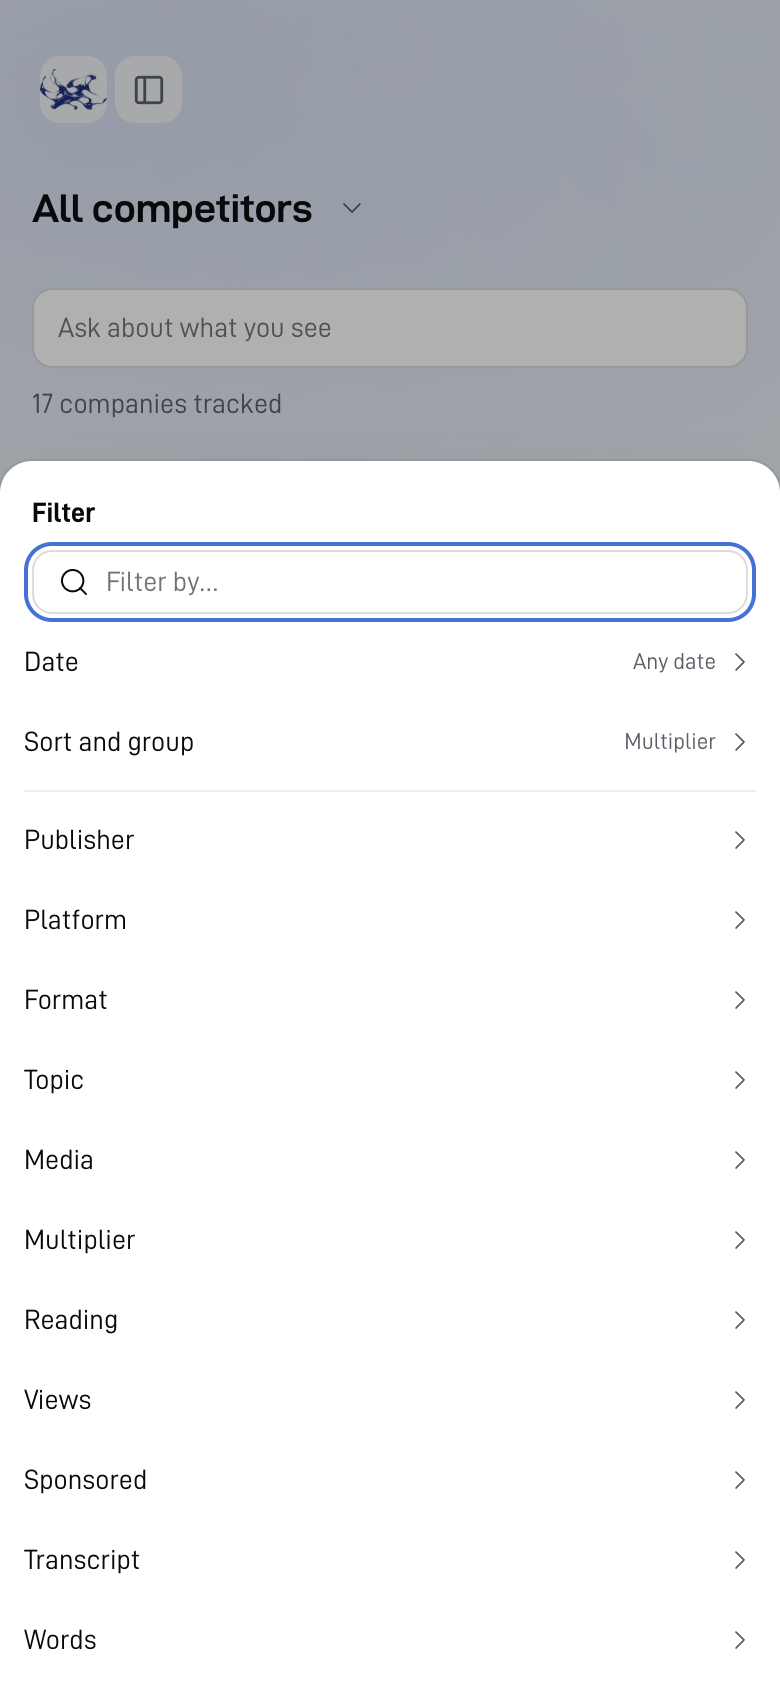 All competitors
Ask about what you see
17 companies tracked
Filter
Filter by...
Date Any date
Sort and group Multiplier
Publisher
Platform
Format
Topic
Media
Multiplier
Reading
Views
Sponsored
Transcript
Words